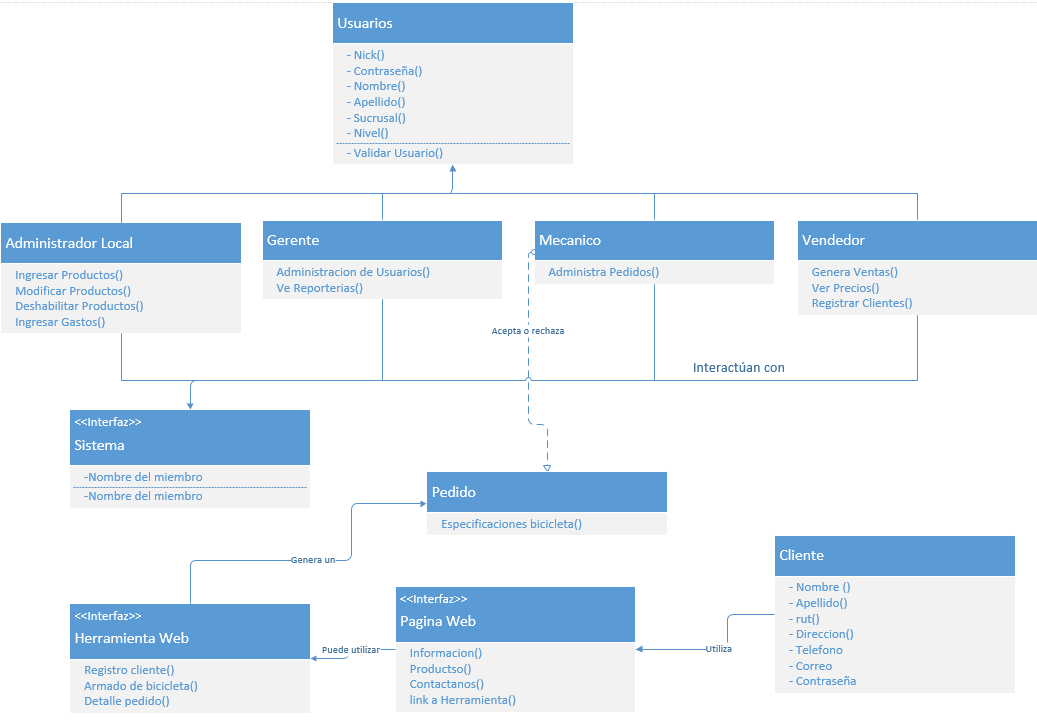 Usuarios
- Nick()
- Contraseña()
- Nombre()
- Apellido()
- Sucrusal()
- Nivel()
- Validar Usuario()
Administrador Local
Ingresar Productos()
Modificar Productos()
Deshabilitar Productos()
Ingresar Gastos()
Gerente
Administracion de Usuarios()
Ve Reporterias()
Mecanico
Administra Pedidos()
Vendedor
Genera Ventas()
Ver Precios()
Registrar Clientes()
Acepta o rechaza
Interactúan con
<<Interfaz>>
Sistema
-Nombre del miembro
-Nombre del miembro
Pedido
Especificaciones bicicleta()
Genera un
Cliente
- Nombre ()
- Apellido()
- rut()
- Direccion()
- Telefono
- Correo
- Contraseña
<<Interfaz>>
Herramienta Web
Registro cliente()
Armado de bicicleta()
Detalle pedido()
Puede utilizar
<<Interfaz>>
Pagina Web
Informacion()
Productso()
Contactanos()
link a Herramienta()
Utiliza